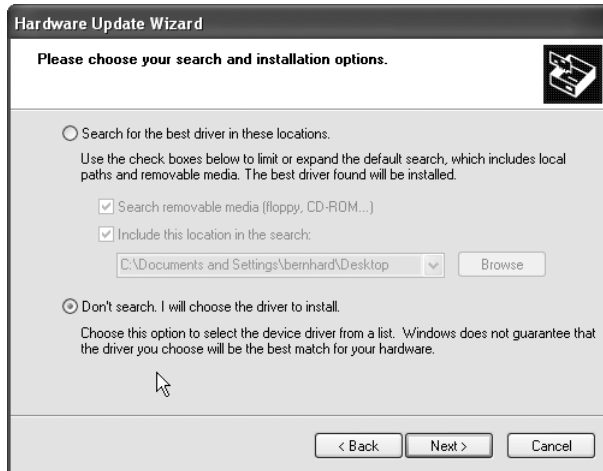 Hardware Update Wizard
Please choose your search and installation options.
Search for the best driver in these locations.
Use the check boxes below to limit or expand the default search, which includes local
paths and removable media. The best driver found will be installed.
Search removable media (floppy, CD-ROM...)
Include this location in the search:
C:\Documents and Settings\bernhard\Desktop
Browse
Don't search. I will choose the driver to install.
Choose this option to select the device driver from a list. Windows does not guarantee that
the driver you choose will be the best match for your hardware.
< Back
Next >
Cancel